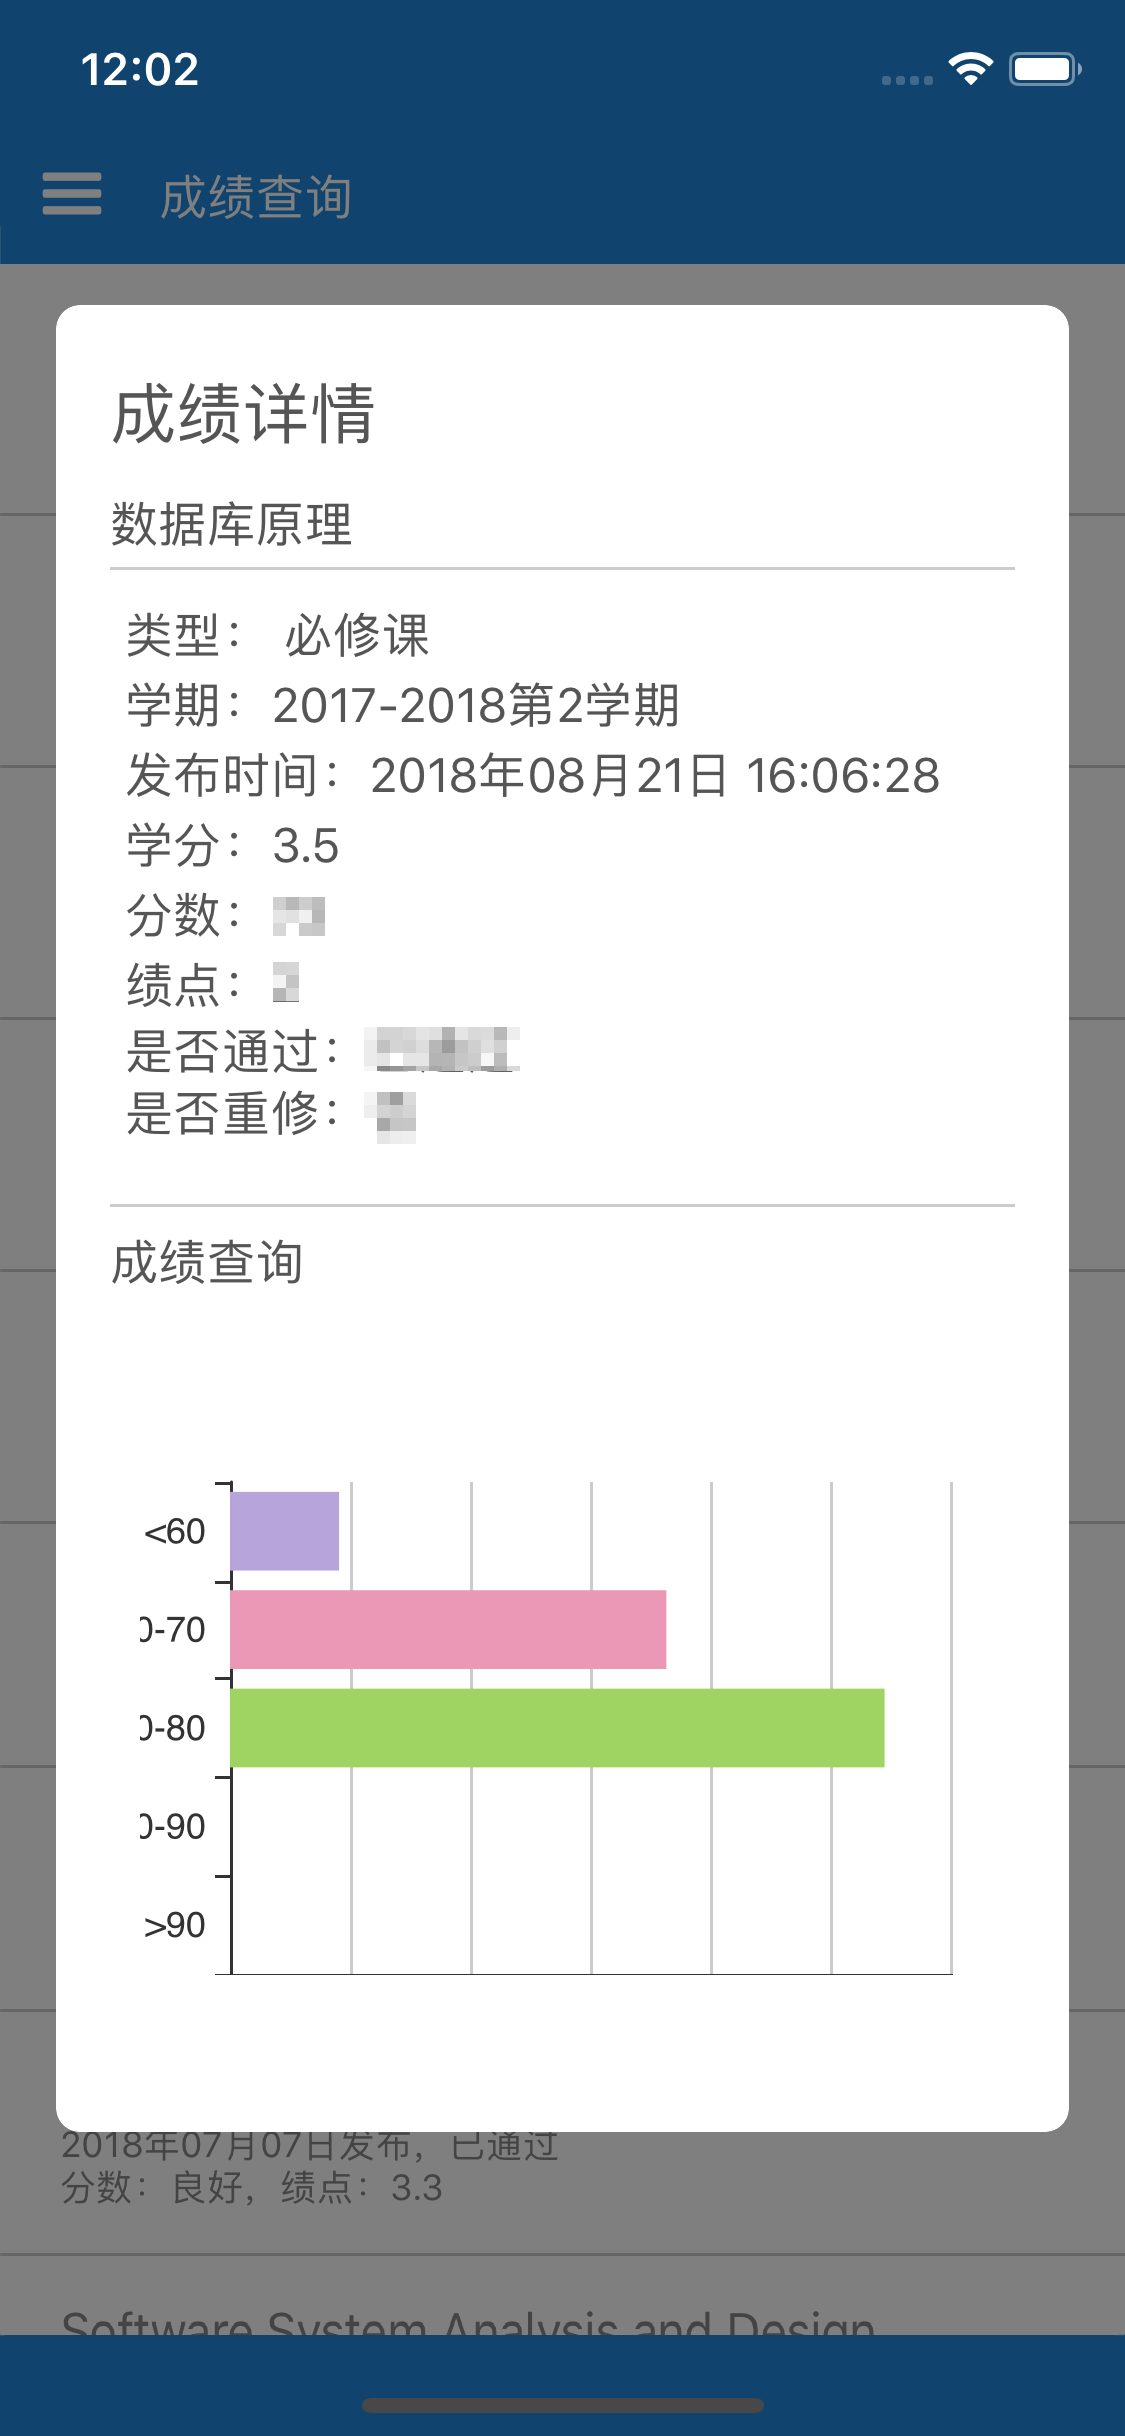 12:02
成绩查询
成绩详情
数据库原理
类型： 必修课
学期：2017-2018第2学期
发布时间：2018年08月21日 16:06:28
学分：3.5
分数：
绩点：
是否通过：
是否重修：
成绩查询
<60
0-70
0-80
0-90
>90
2018年07月07日发布，已通过
分数：良好，绩点：3.3
Software System Analysis and Design